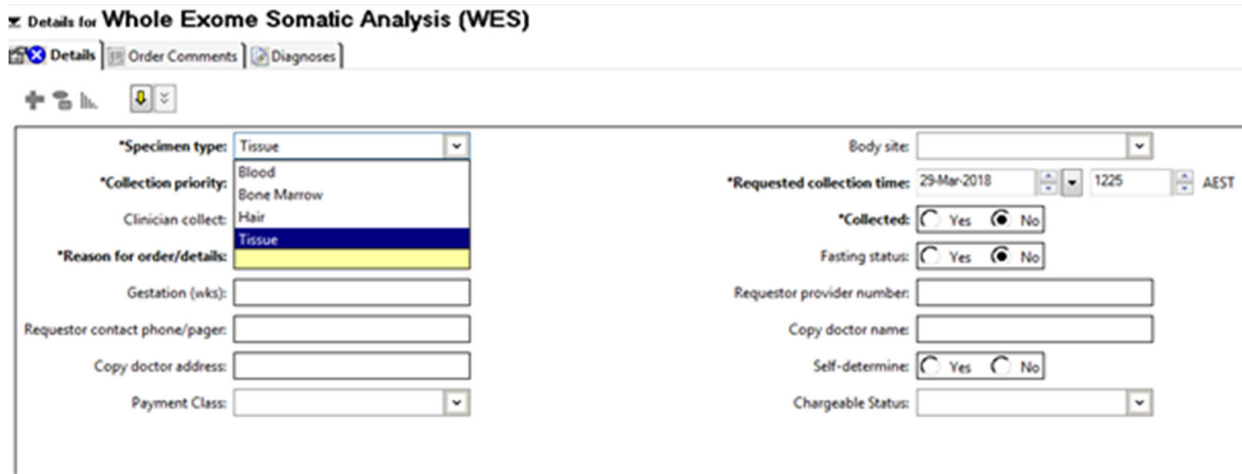 Details for Whole Exome Somatic Analysis (WES)
Details Order Comments Diagnoses
*Specimen type: Tissue Body site:
Blood
*Collection priority: *Requested collection time: 29-Mar-2018 1225 AEST
Bone Marrow
Clinician collect: Hair *Collected: Yes No
Tissue
*Reason for order/details: Fasting status: Yes No
Gestation (wks): Requestor provider number:
Requestor contact phone/pager: Copy doctor name:
Copy doctor address: Self-determine: Yes No
Payment Class: Chargeable Status: